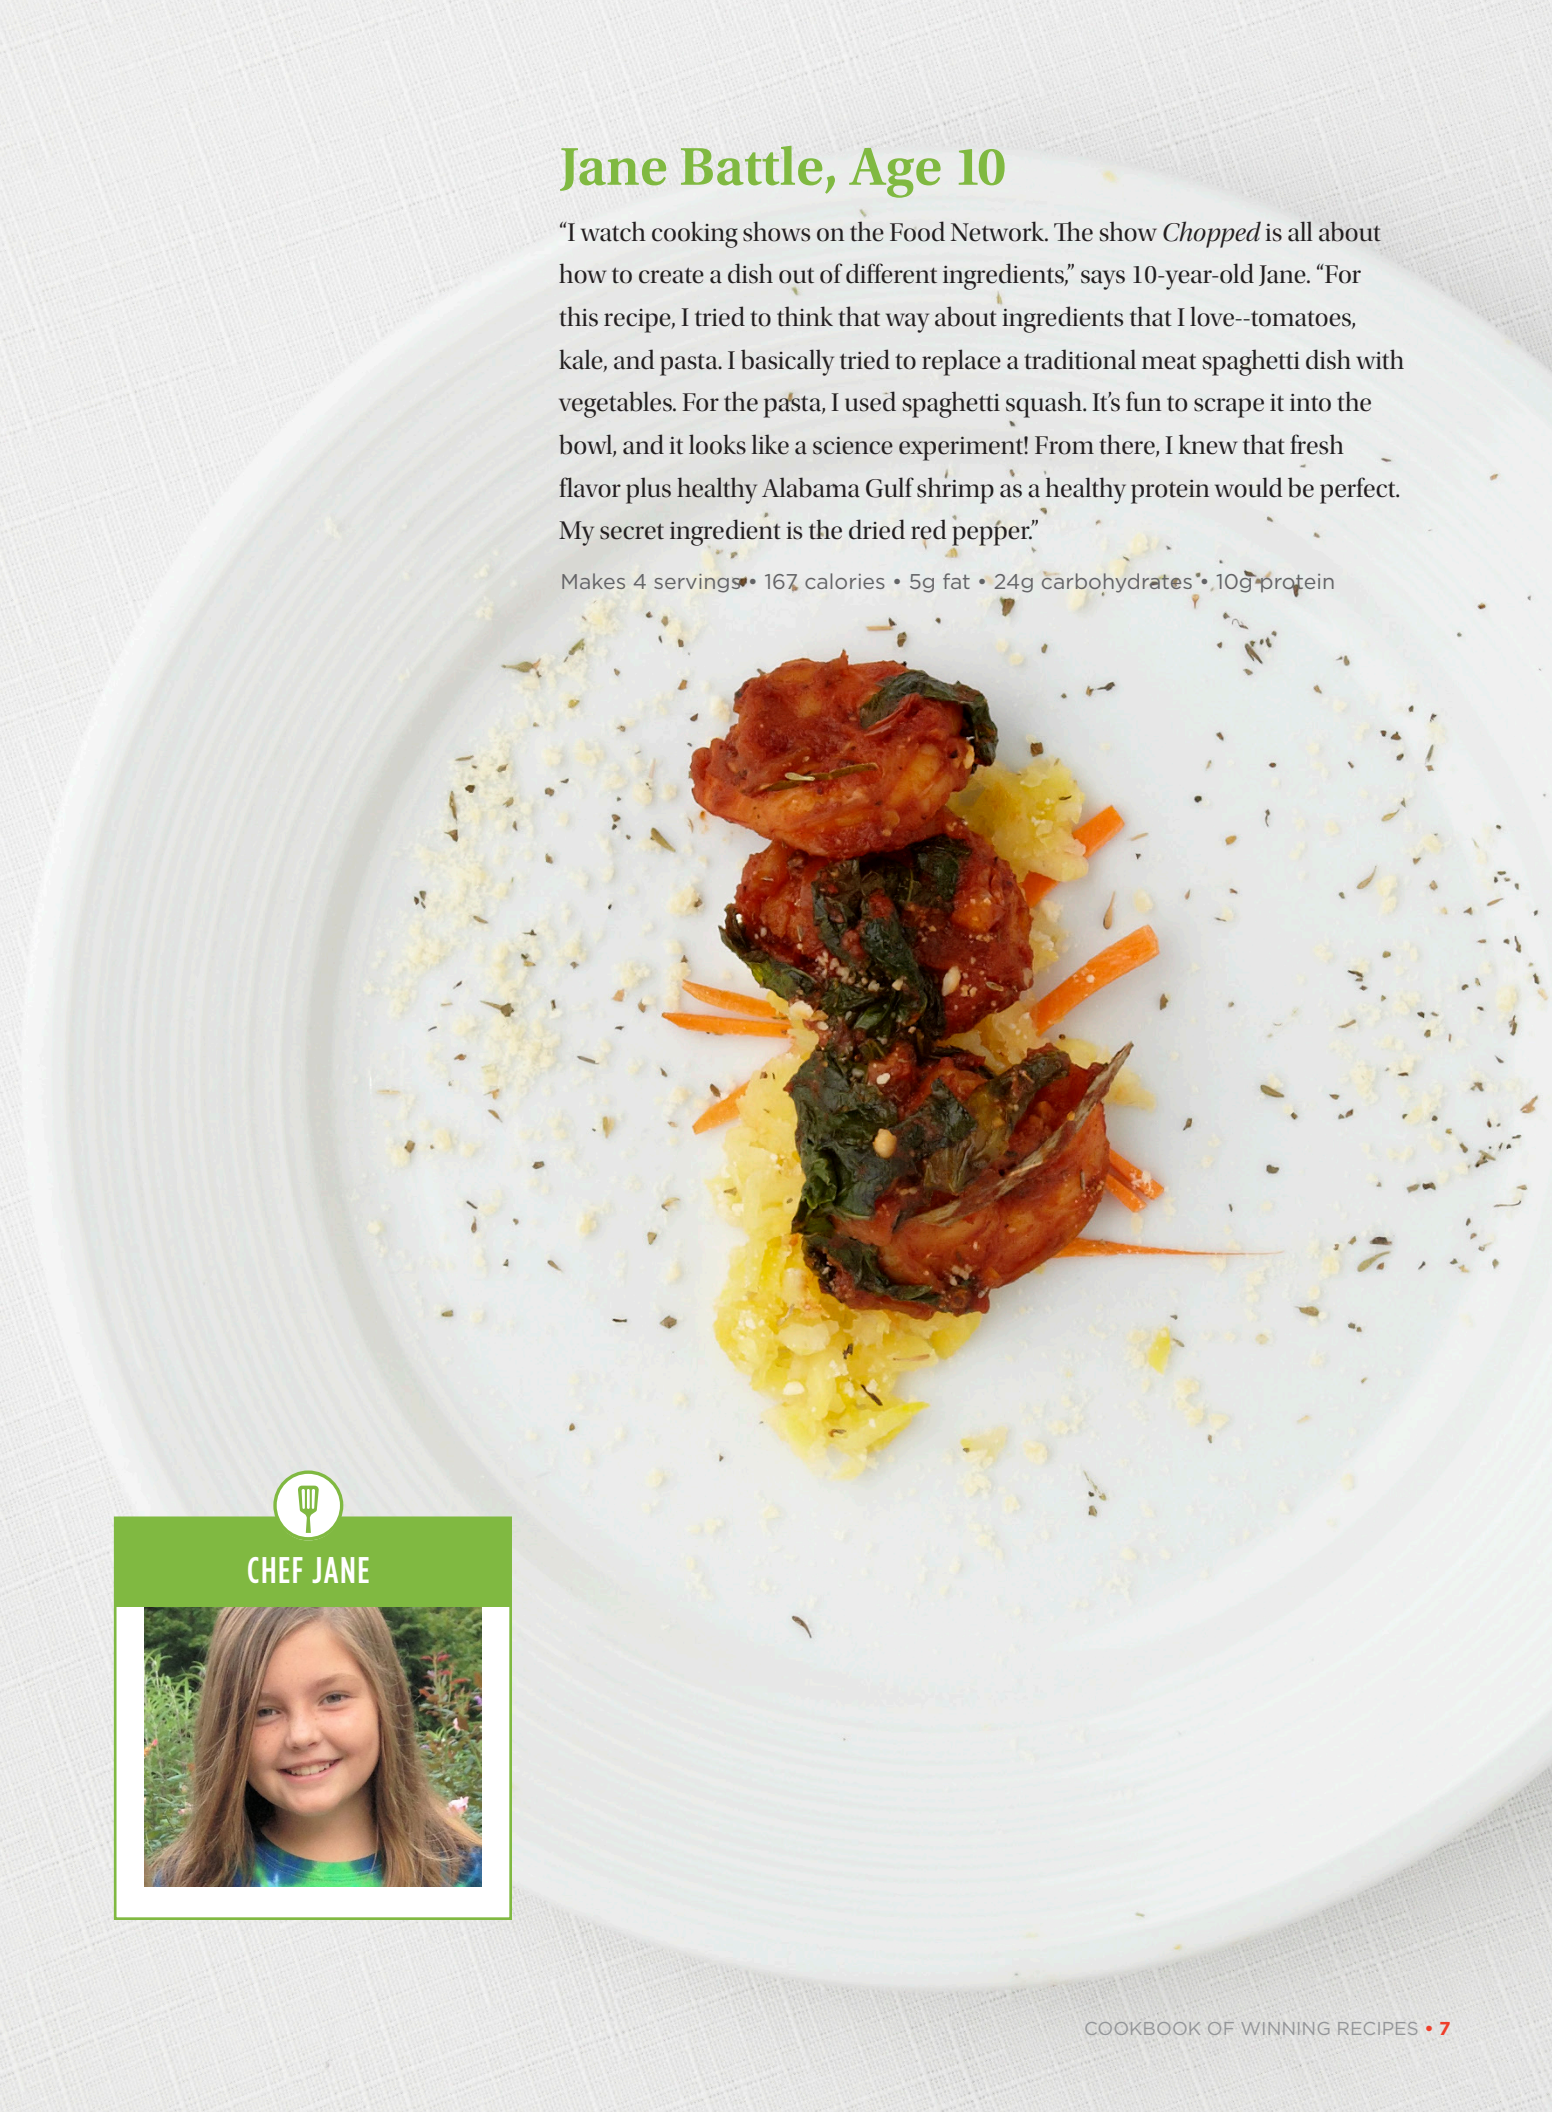 Jane Battle, Age 10
“I watch cooking shows on the Food Network. The show Chopped is all about
how to create a dish out of different ingredients,” says 10-year-old Jane. “For
this recipe, I tried to think that way about ingredients that I love--tomatoes,
kale, and pasta. I basically tried to replace a traditional meat spaghetti dish with
vegetables. For the pasta, I used spaghetti squash. It’s fun to scrape it into the
bowl, and it looks like a science experiment! From there, I knew that fresh
flavor plus healthy Alabama Gulf shrimp as a healthy protein would be perfect.
My secret ingredient is the dried red pepper.”
Makes 4 servings • 167 calories • 5g fat • 24g carbohydrates • 10g protein
CHEF JANE
COOKBOOK OF WINNING RECIPES • 7